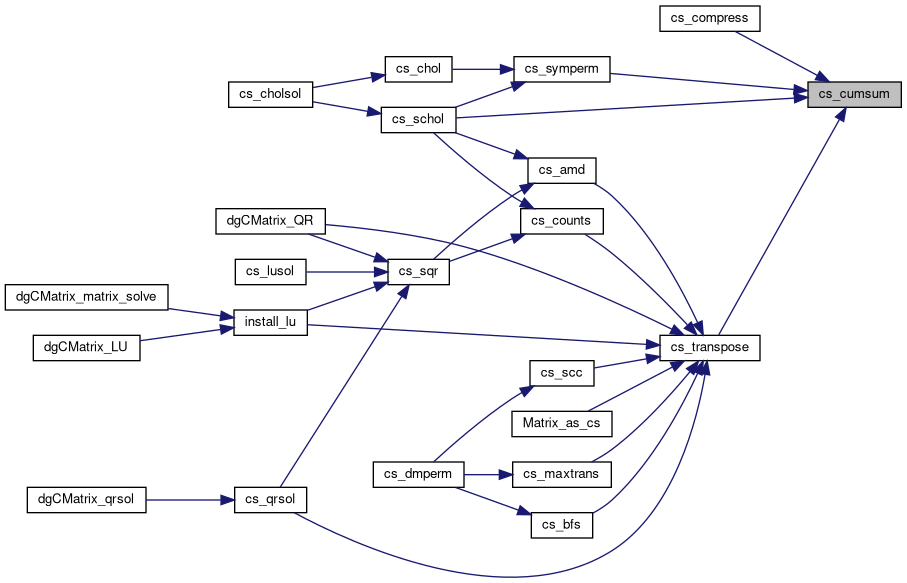 cs_compress
cs_chol
cs_symperm
cs_cholsol
cs_cumsum
cs_schol
cs_amd
dgCMatrix_QR
cs_counts
cs_lusol
cs_sqr
dgCMatrix_matrix_solve
install_lu
dgCMatrix_LU
cs_transpose
cs_scc
Matrix_as_cs
cs_dmperm
cs_maxtrans
dgCMatrix_qrsol
cs_qrsol
cs_bfs